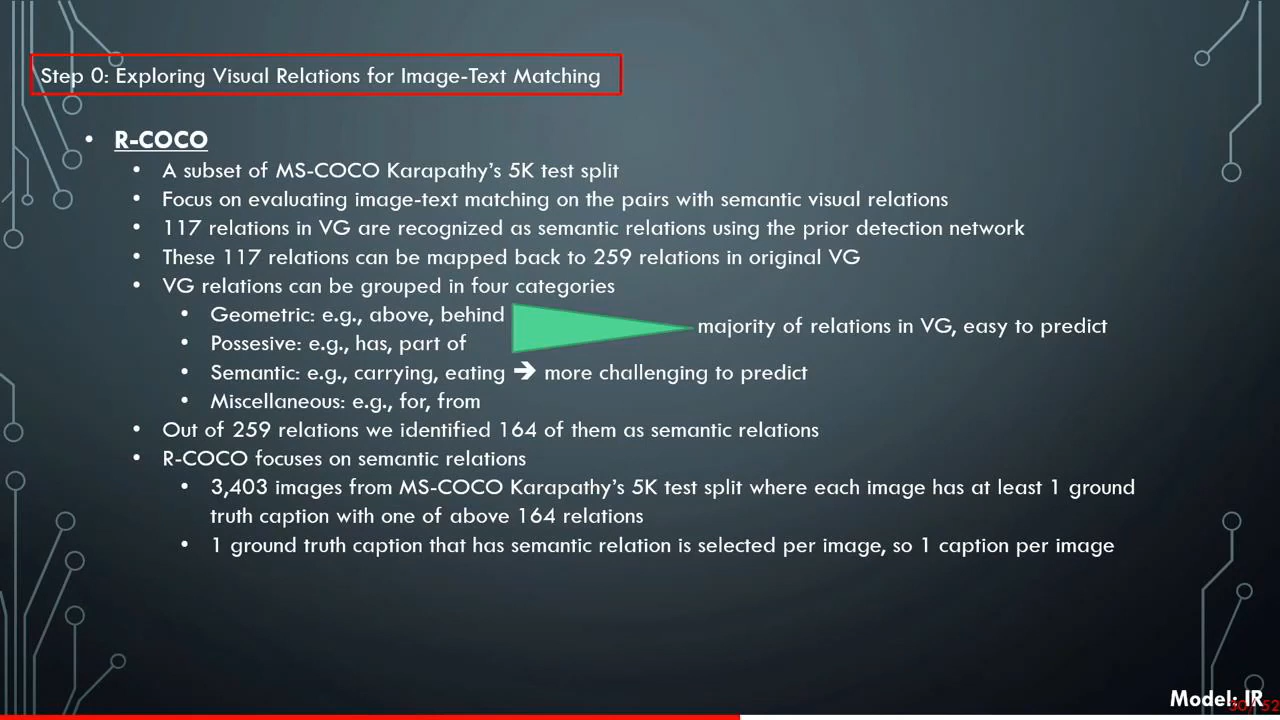 Step 0: Exploring Visual Relations for Image-Text Matching
• R-COCO
• A subset of MS-COCO Karapathy's 5K test split
• Focus on evaluating image-text matching on the pairs with semantic visual relations
• 117 relations in VG are recognized as semantic relations using the prior detection network
• These 117 relations can be mapped back to 259 relations in original VG
• VG relations can be grouped in four categories
• Geometric: e.g., above, behind
• Possesive: e.g., has, part of
majority of relations in VG, easy to predict
• Semantic: e.g., carrying, eating ➔ more challenging to predict
• Miscellaneous: e.g., for, from
• Out of 259 relations we identified 164 of them as semantic relations
• R-COCO focuses on semantic relations
• 3,403 images from MS-COCO Karapathy's 5K test split where each image has at least 1 ground
truth caption with one of above 164 relations
• 1 ground truth caption that has semantic relation is selected per image, so 1 caption per image
Model: IR